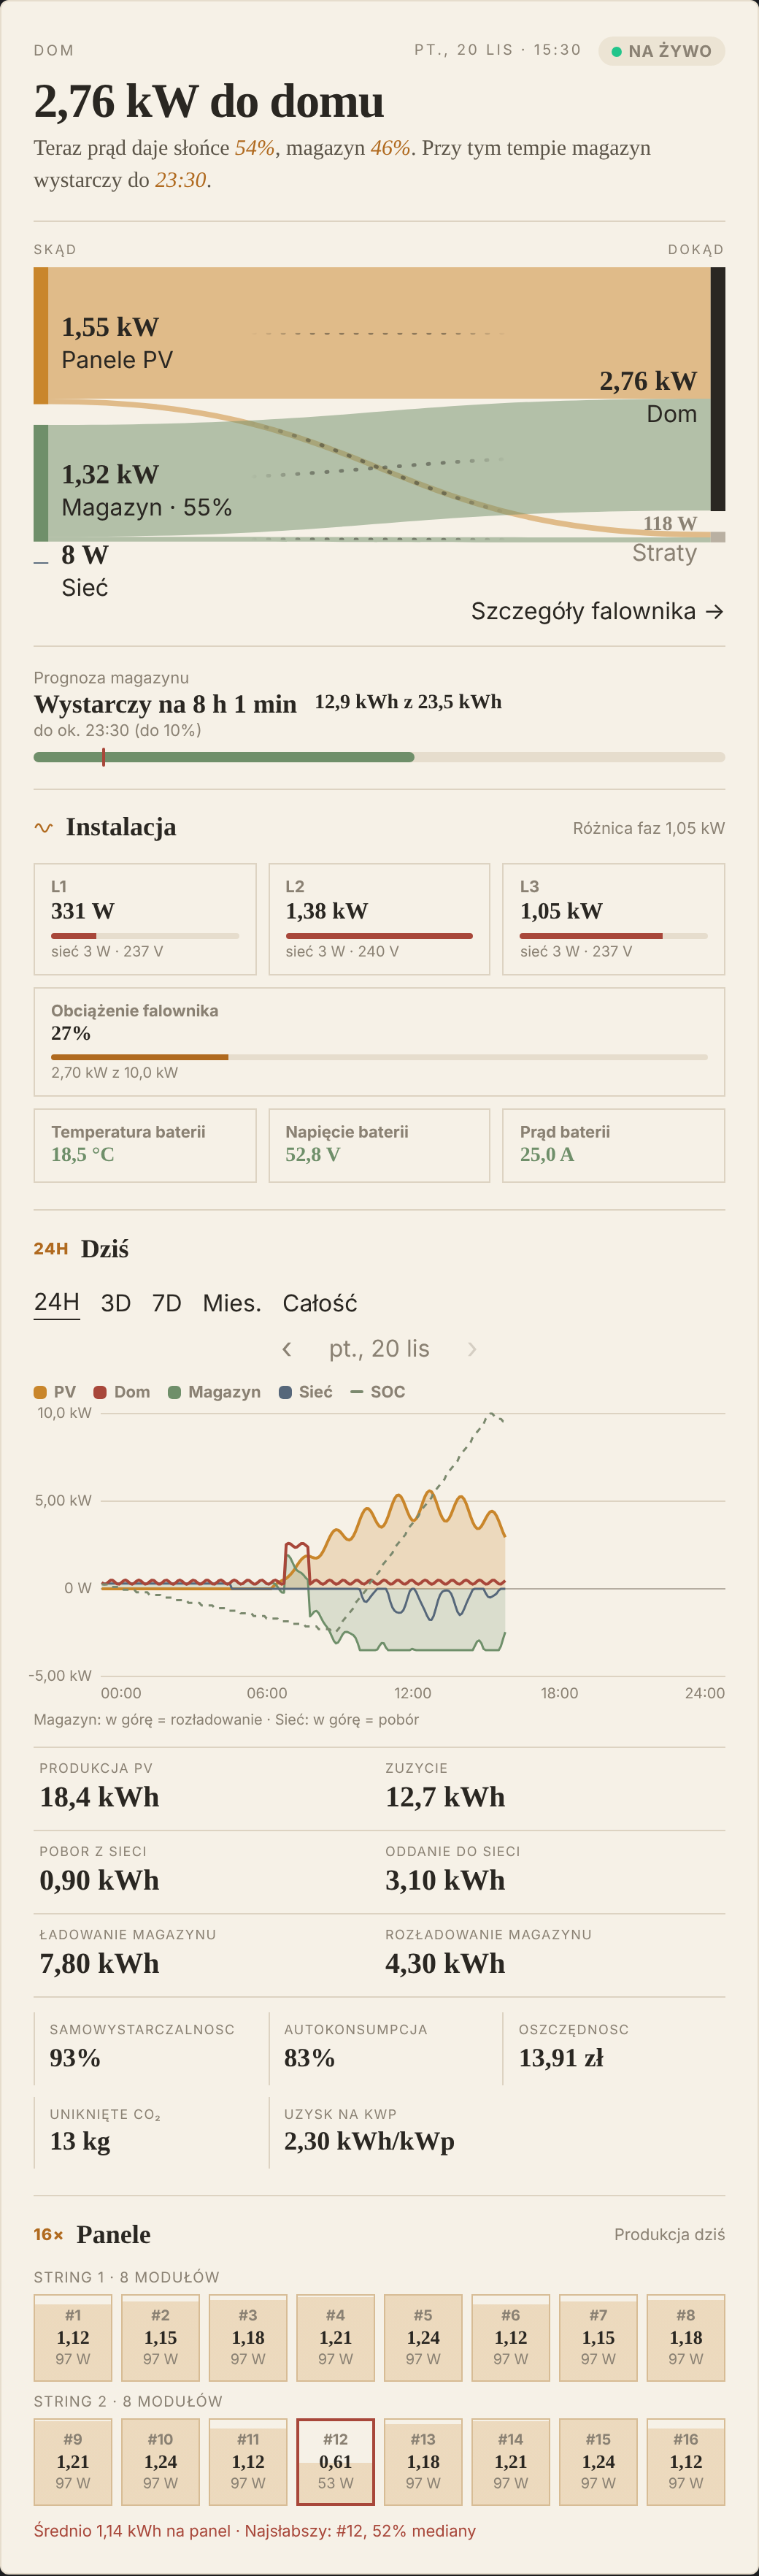 DOM
PT., 20 LIS · 15:30
NA ŻYWO
2,76 kW do domu
Teraz prąd daje słońce 54%, magazyn 46%. Przy tym tempie magazyn
wystarczy do 23:30.
SKĄD
DOKĄD
1,55 kW
Panele PV
2,76 kW
Dom
1,32 kW
Magazyn · 55%
118 W
Straty
8 W
Sieć
Szczegóły falownika →
Prognoza magazynu
Wystarczy na 8 h 1 min 12,9 kWh z 23,5 kWh
do ok. 23:30 (do 10%)
Instalacja
Różnica faz 1,05 kW
L1
331 W
sieć 3 W · 237 V
L2
1,38 kW
sieć 3 W · 240 V
L3
1,05 kW
sieć 3 W · 237 V
Obciążenie falownika
27%
2,70 kW z 10,0 kW
Temperatura baterii
18,5 °C
Napięcie baterii
52,8 V
Prąd baterii
25,0 A
24H Dziś
24H 3D 7D Mies. Całość
‹ pt., 20 lis ›
PV Dom Magazyn Sieć SOC
10,0 kW
5,00 kW
0 W
-5,00 kW
00:00 06:00 12:00 18:00 24:00
Magazyn: w górę = rozładowanie · Sieć: w górę = pobór
PRODUKCJA PV
18,4 kWh
ZUZYCIE
12,7 kWh
POBOR Z SIECI
0,90 kWh
ODDANIE DO SIECI
3,10 kWh
ŁADOWANIE MAGAZYNU
7,80 kWh
ROZŁADOWANIE MAGAZYNU
4,30 kWh
SAMOWYSTARCZALNOSC
93%
AUTOKONSUMPCJA
83%
OSZCZĘDNOSC
13,91 zł
UNIKNIĘTE CO₂
13 kg
UZYSK NA KWP
2,30 kWh/kWp
16× Panele
Produkcja dziś
STRING 1 · 8 MODUŁÓW
#1 #2 #3 #4 #5 #6 #7 #8
1,12 1,15 1,18 1,21 1,24 1,12 1,15 1,18
97 W 97 W 97 W 97 W 97 W 97 W 97 W 97 W
STRING 2 · 8 MODUŁÓW
#9 #10 #11 #12 #13 #14 #15 #16
1,21 1,24 1,12 0,61 1,18 1,21 1,24 1,12
97 W 97 W 97 W 53 W 97 W 97 W 97 W 97 W
Średnio 1,14 kWh na panel · Najsłabszy: #12, 52% mediany